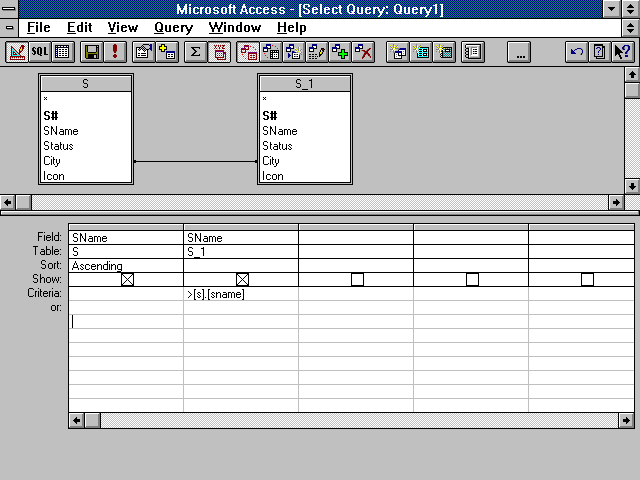 Microsoft Access - [Select Query: Query1]
File Edit View Query Window Help
SQL ! Σ XYZ ... ?
S S_1
* *
S# S#
SName SName
Status Status
City City
Icon Icon
Field: SName SName
Table: S S_1
Sort: Ascending
Show:
Criteria: >[s].[sname]
or: